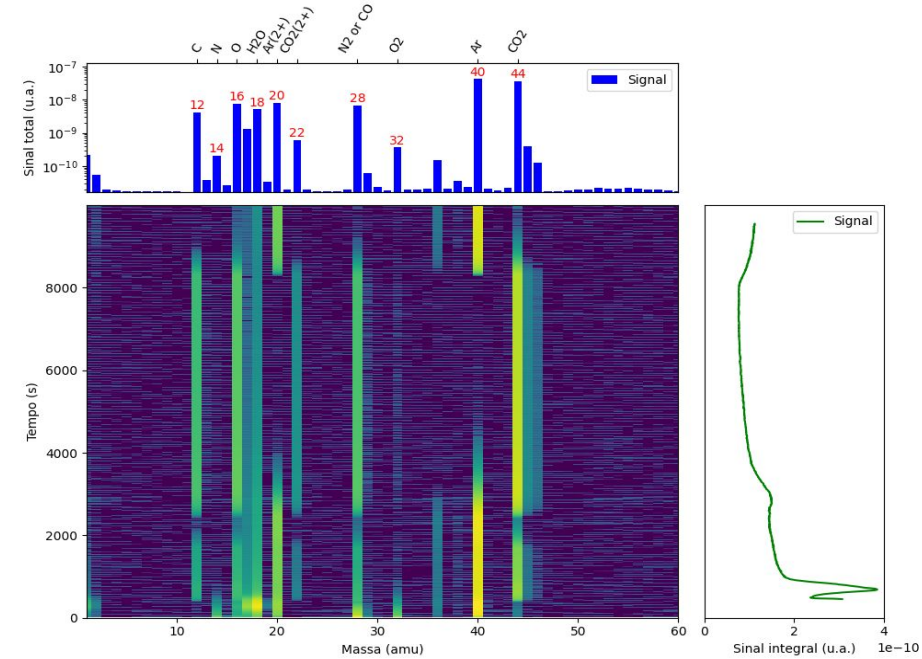 C N O H2O Ar(2+) CO2(2+) N2 or CO O2 Ar CO2
Sinal total (u.a.)
10⁻⁷
10⁻⁸
10⁻⁹
10⁻¹⁰
12 14 16 18 20 22 28 32 40 44
Signal
Tempo (s)
8000
6000
4000
2000
0
10 20 30 40 50 60
Massa (amu)
Signal
0 2 4
1e−10
Sinal integral (u.a.)